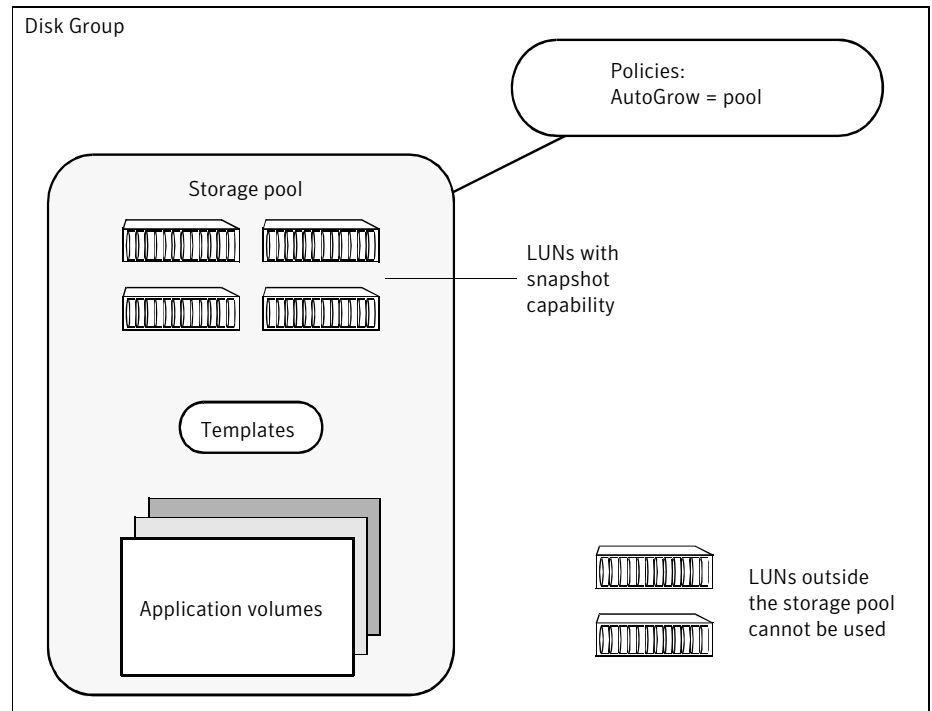 Disk Group
Policies:
AutoGrow = pool
Storage pool
LUNs with
snapshot
capability
Templates
Application volumes
LUNs outside
the storage pool
cannot be used